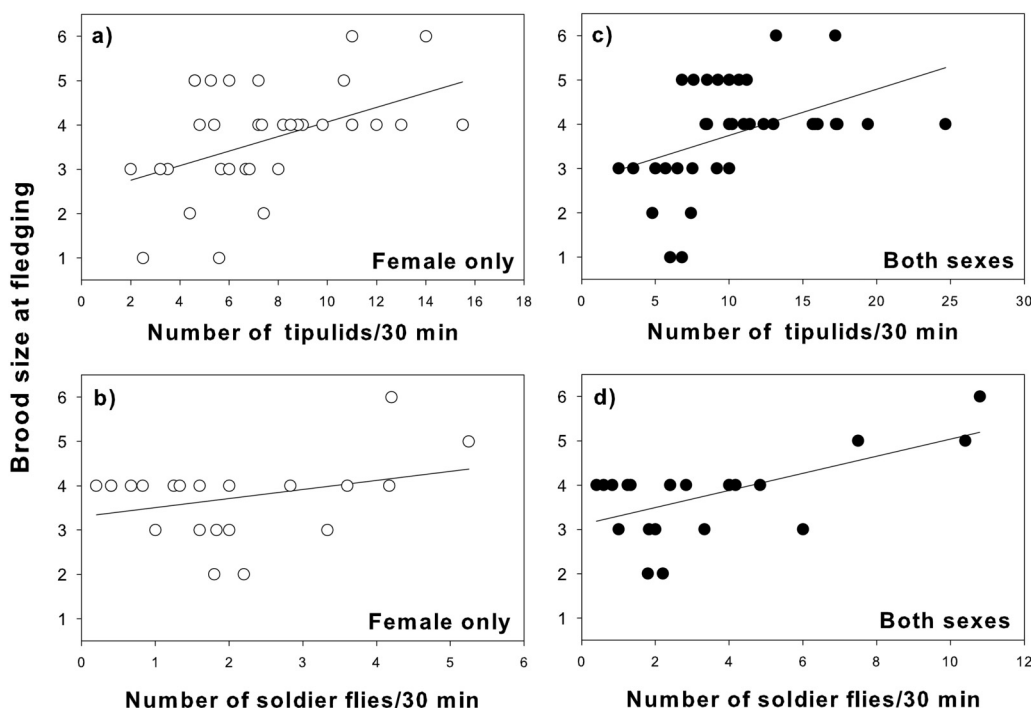 Brood size at fledging
a)
6
5
4
3
2
1
Female only
0 2 4 6 8 10 12 14 16 18
Number of tipulids/30 min
c)
6
5
4
3
2
1
Both sexes
0 5 10 15 20 25 30
Number of tipulids/30 min
b)
6
5
4
3
2
1
Female only
0 1 2 3 4 5 6
Number of soldier flies/30 min
d)
6
5
4
3
2
1
Both sexes
0 2 4 6 8 10 12
Number of soldier flies/30 min